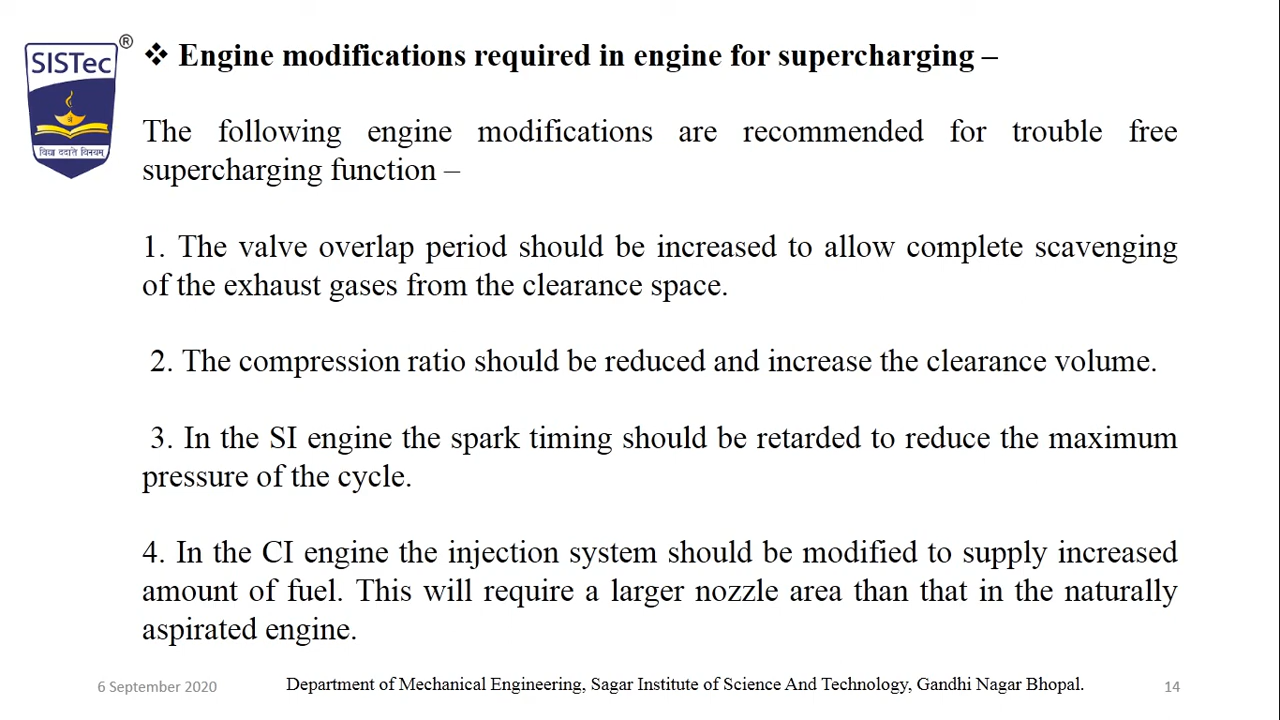 SISTec
®
विद्या ददाति विनयम्
❖ Engine modifications required in engine for supercharging –
The following engine modifications are recommended for trouble free
supercharging function –
1. The valve overlap period should be increased to allow complete scavenging
of the exhaust gases from the clearance space.
2. The compression ratio should be reduced and increase the clearance volume.
3. In the SI engine the spark timing should be retarded to reduce the maximum
pressure of the cycle.
4. In the CI engine the injection system should be modified to supply increased
amount of fuel. This will require a larger nozzle area than that in the naturally
aspirated engine.
6 September 2020
Department of Mechanical Engineering, Sagar Institute of Science And Technology, Gandhi Nagar Bhopal.
14